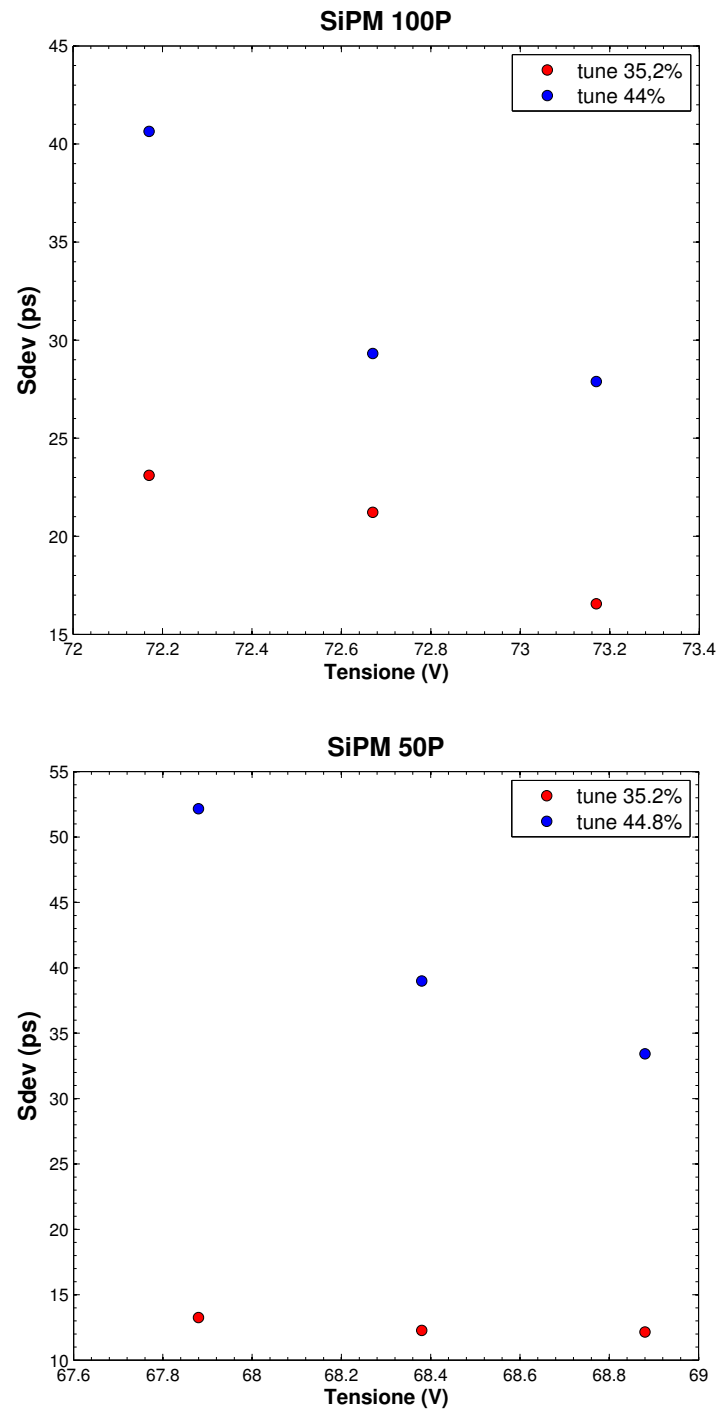 SiPM 100P
45
tune 35,2%
tune 44%
40
35
30
25
20
15
Sdev (ps)
72 72.2 72.4 72.6 72.8 73 73.2 73.4
Tensione (V)
SiPM 50P
55
tune 35.2%
tune 44.8%
50
45
40
35
30
25
20
15
10
Sdev (ps)
67.6 67.8 68 68.2 68.4 68.6 68.8 69
Tensione (V)